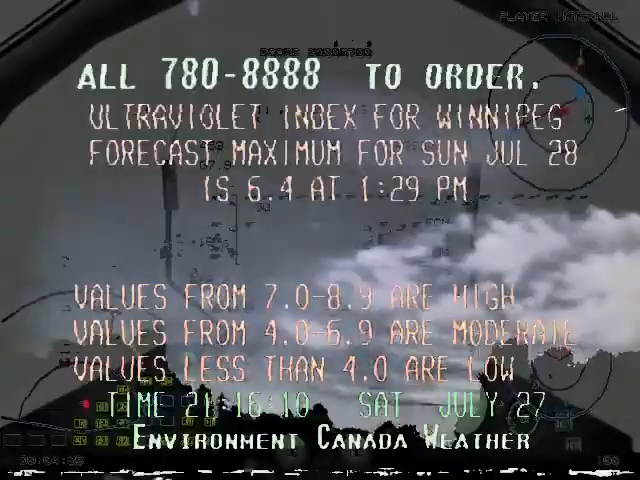 PLAYER INTERNAL
ALL 780-8888 TO ORDER.
ULTRAVIOLET INDEX FOR WINNIPEG
FORECAST MAXIMUM FOR SUN JUL 28
IS 6.4 AT 1:29 PM
VALUES FROM 7.0-8.9 ARE HIGH
VALUES FROM 4.0-6.9 ARE MODERATE
VALUES LESS THAN 4.0 ARE LOW
TIME 21:16:10 SAT JULY 27
ENVIRONMENT CANADA WEATHER